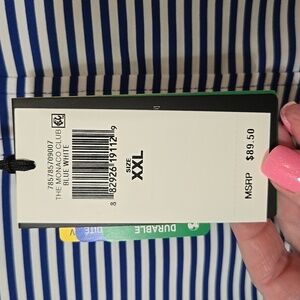 785785709007
THE MONACO CLUB
BLUE WHITE
8 82926 19112 9
SIZE
XXL
MSRP $89.50
DURABLE